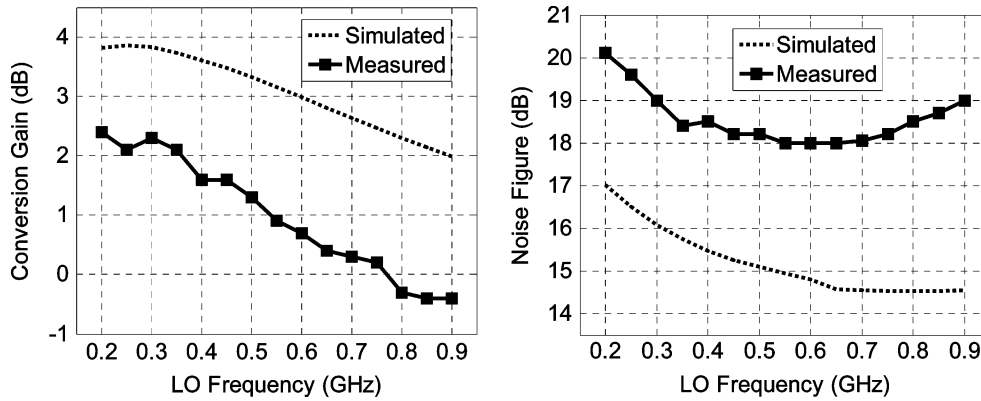 Conversion Gain (dB)
4
3
2
1
0
-1
Simulated
Measured
0.2 0.3 0.4 0.5 0.6 0.7 0.8 0.9
LO Frequency (GHz)
Noise Figure (dB)
21
20
19
18
17
16
15
14
Simulated
Measured
0.2 0.3 0.4 0.5 0.6 0.7 0.8 0.9
LO Frequency (GHz)